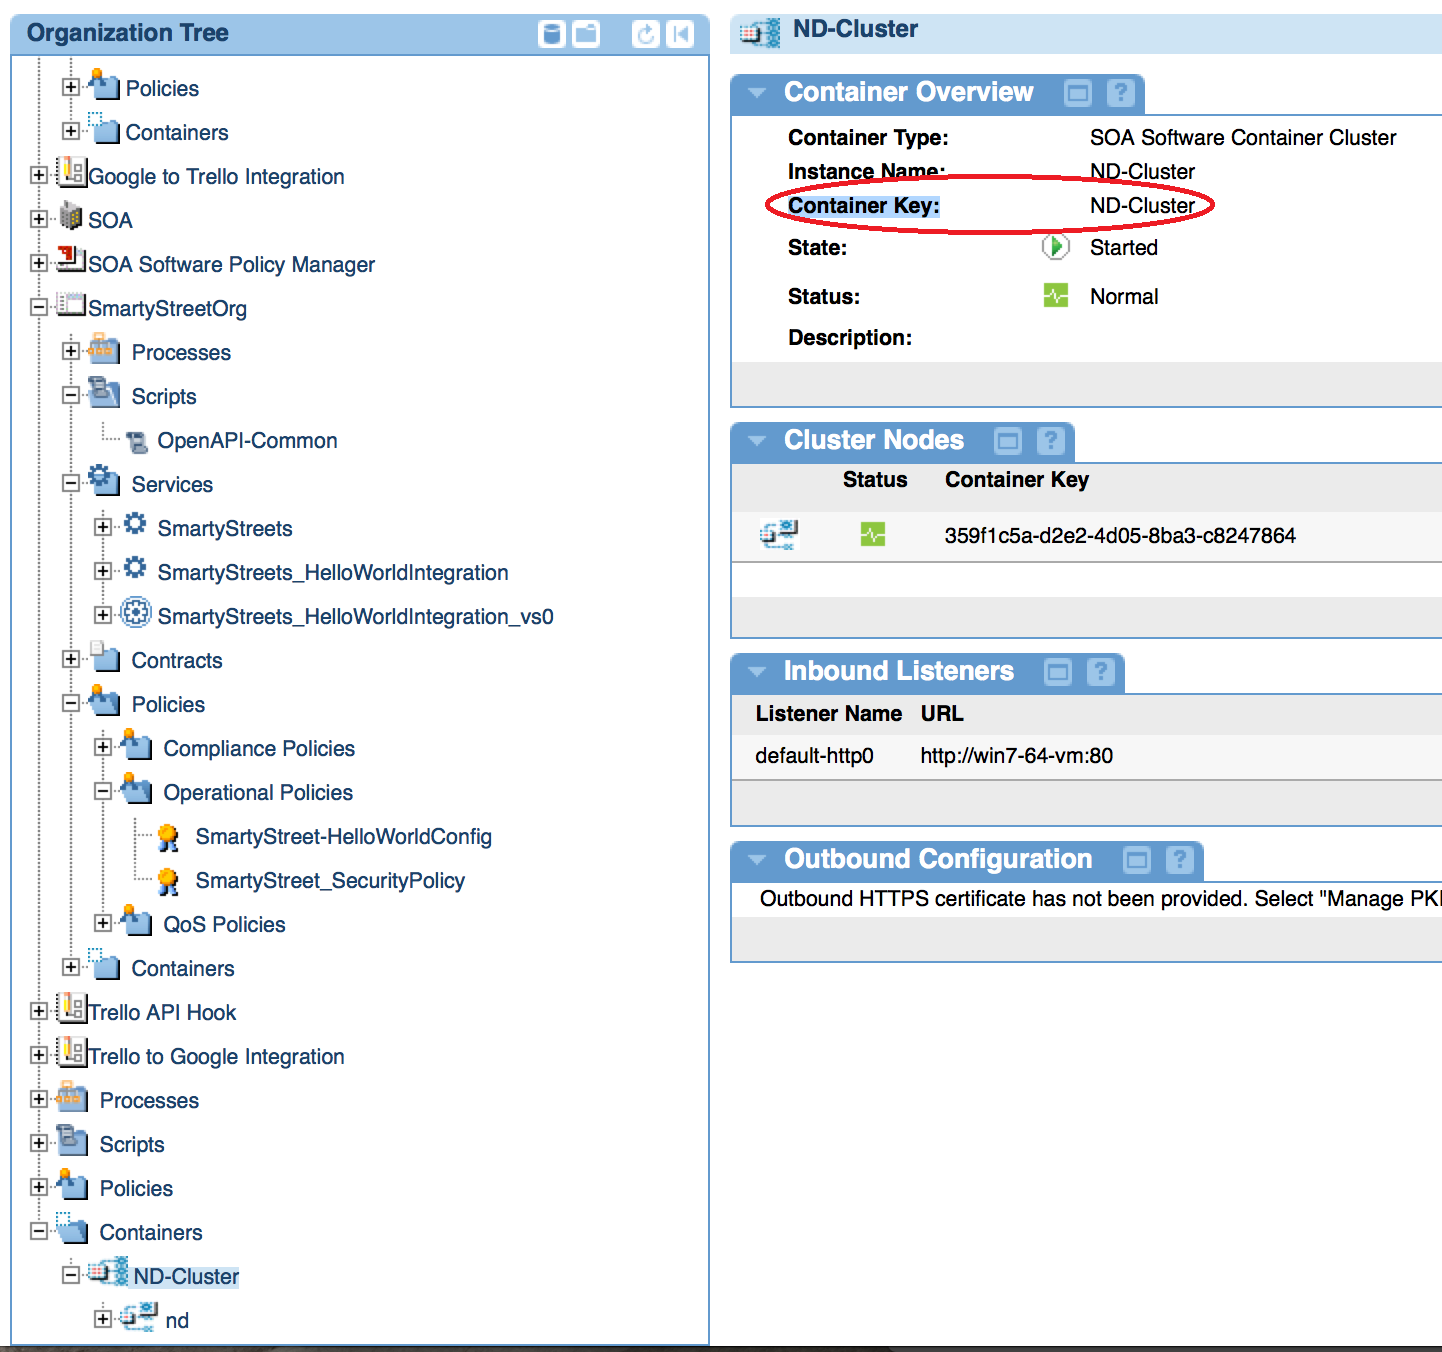 Organization Tree
Policies
Containers
Google to Trello Integration
SOA
SOA Software Policy Manager
SmartyStreetOrg
Processes
Scripts
OpenAPI-Common
Services
SmartyStreets
SmartyStreets_HelloWorldIntegration
SmartyStreets_HelloWorldIntegration_vs0
Contracts
Policies
Compliance Policies
Operational Policies
SmartyStreet-HelloWorldConfig
SmartyStreet_SecurityPolicy
QoS Policies
Containers
Trello API Hook
Trello to Google Integration
Processes
Scripts
Policies
Containers
ND-Cluster
nd
ND-Cluster
Container Overview ?
Container Type: SOA Software Container Cluster
Instance Name: ND-Cluster
Container Key: ND-Cluster
State: Started
Status: Normal
Description:
Cluster Nodes ?
Status Container Key
359f1c5a-d2e2-4d05-8ba3-c8247864
Inbound Listeners ?
Listener Name URL
default-http0 http://win7-64-vm:80
Outbound Configuration ?
Outbound HTTPS certificate has not been provided. Select "Manage PKI